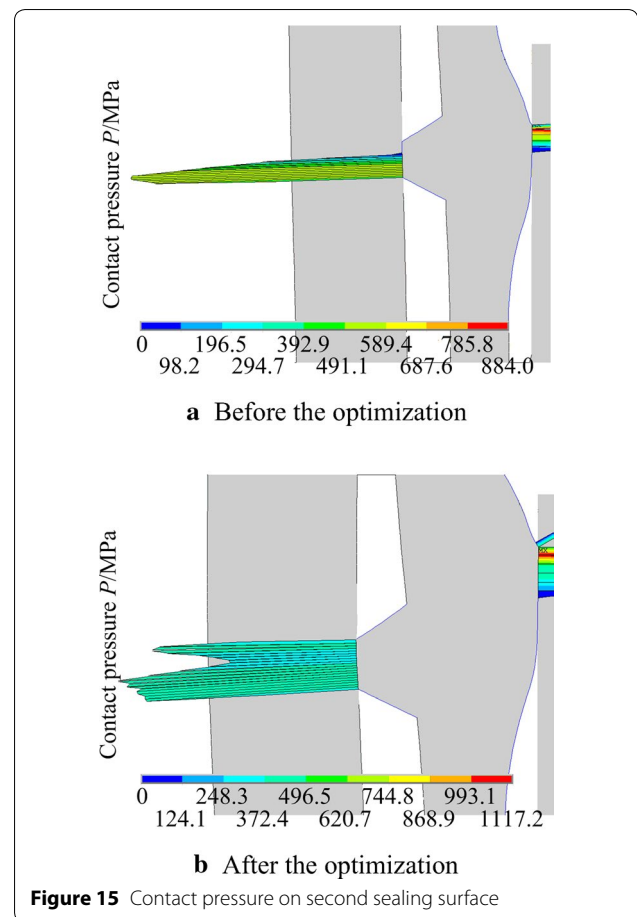 Contact pressure P/MPa
0 196.5 392.9 589.4 785.8
98.2 294.7 491.1 687.6 884.0
a Before the optimization
Contact pressure P/MPa
0 248.3 496.5 744.8 993.1
124.1 372.4 620.7 868.9 1117.2
b After the optimization
Figure 15 Contact pressure on second sealing surface